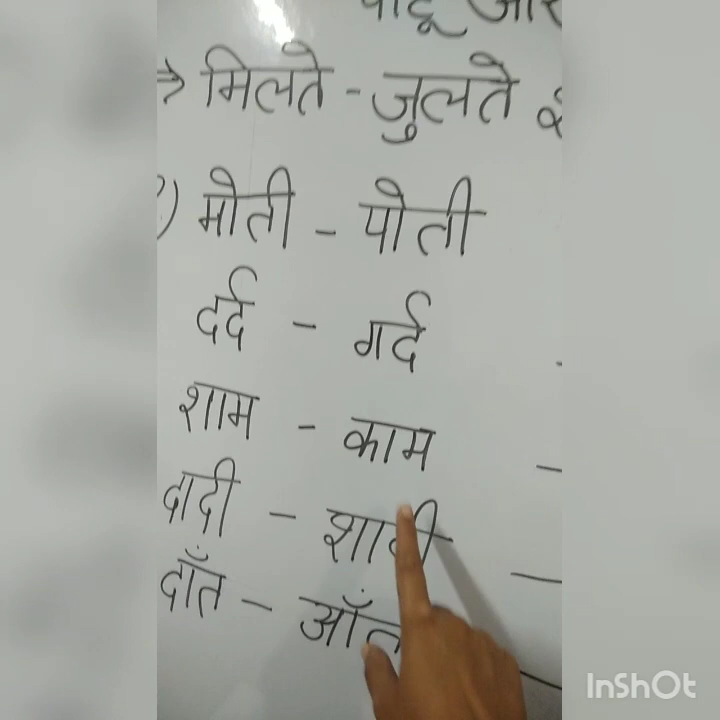 ⇒ मिलते - जुलते
मोती - पोती
दर्द - गर्द
शाम - काम
दादी -
दाँत - आँत
InShOt